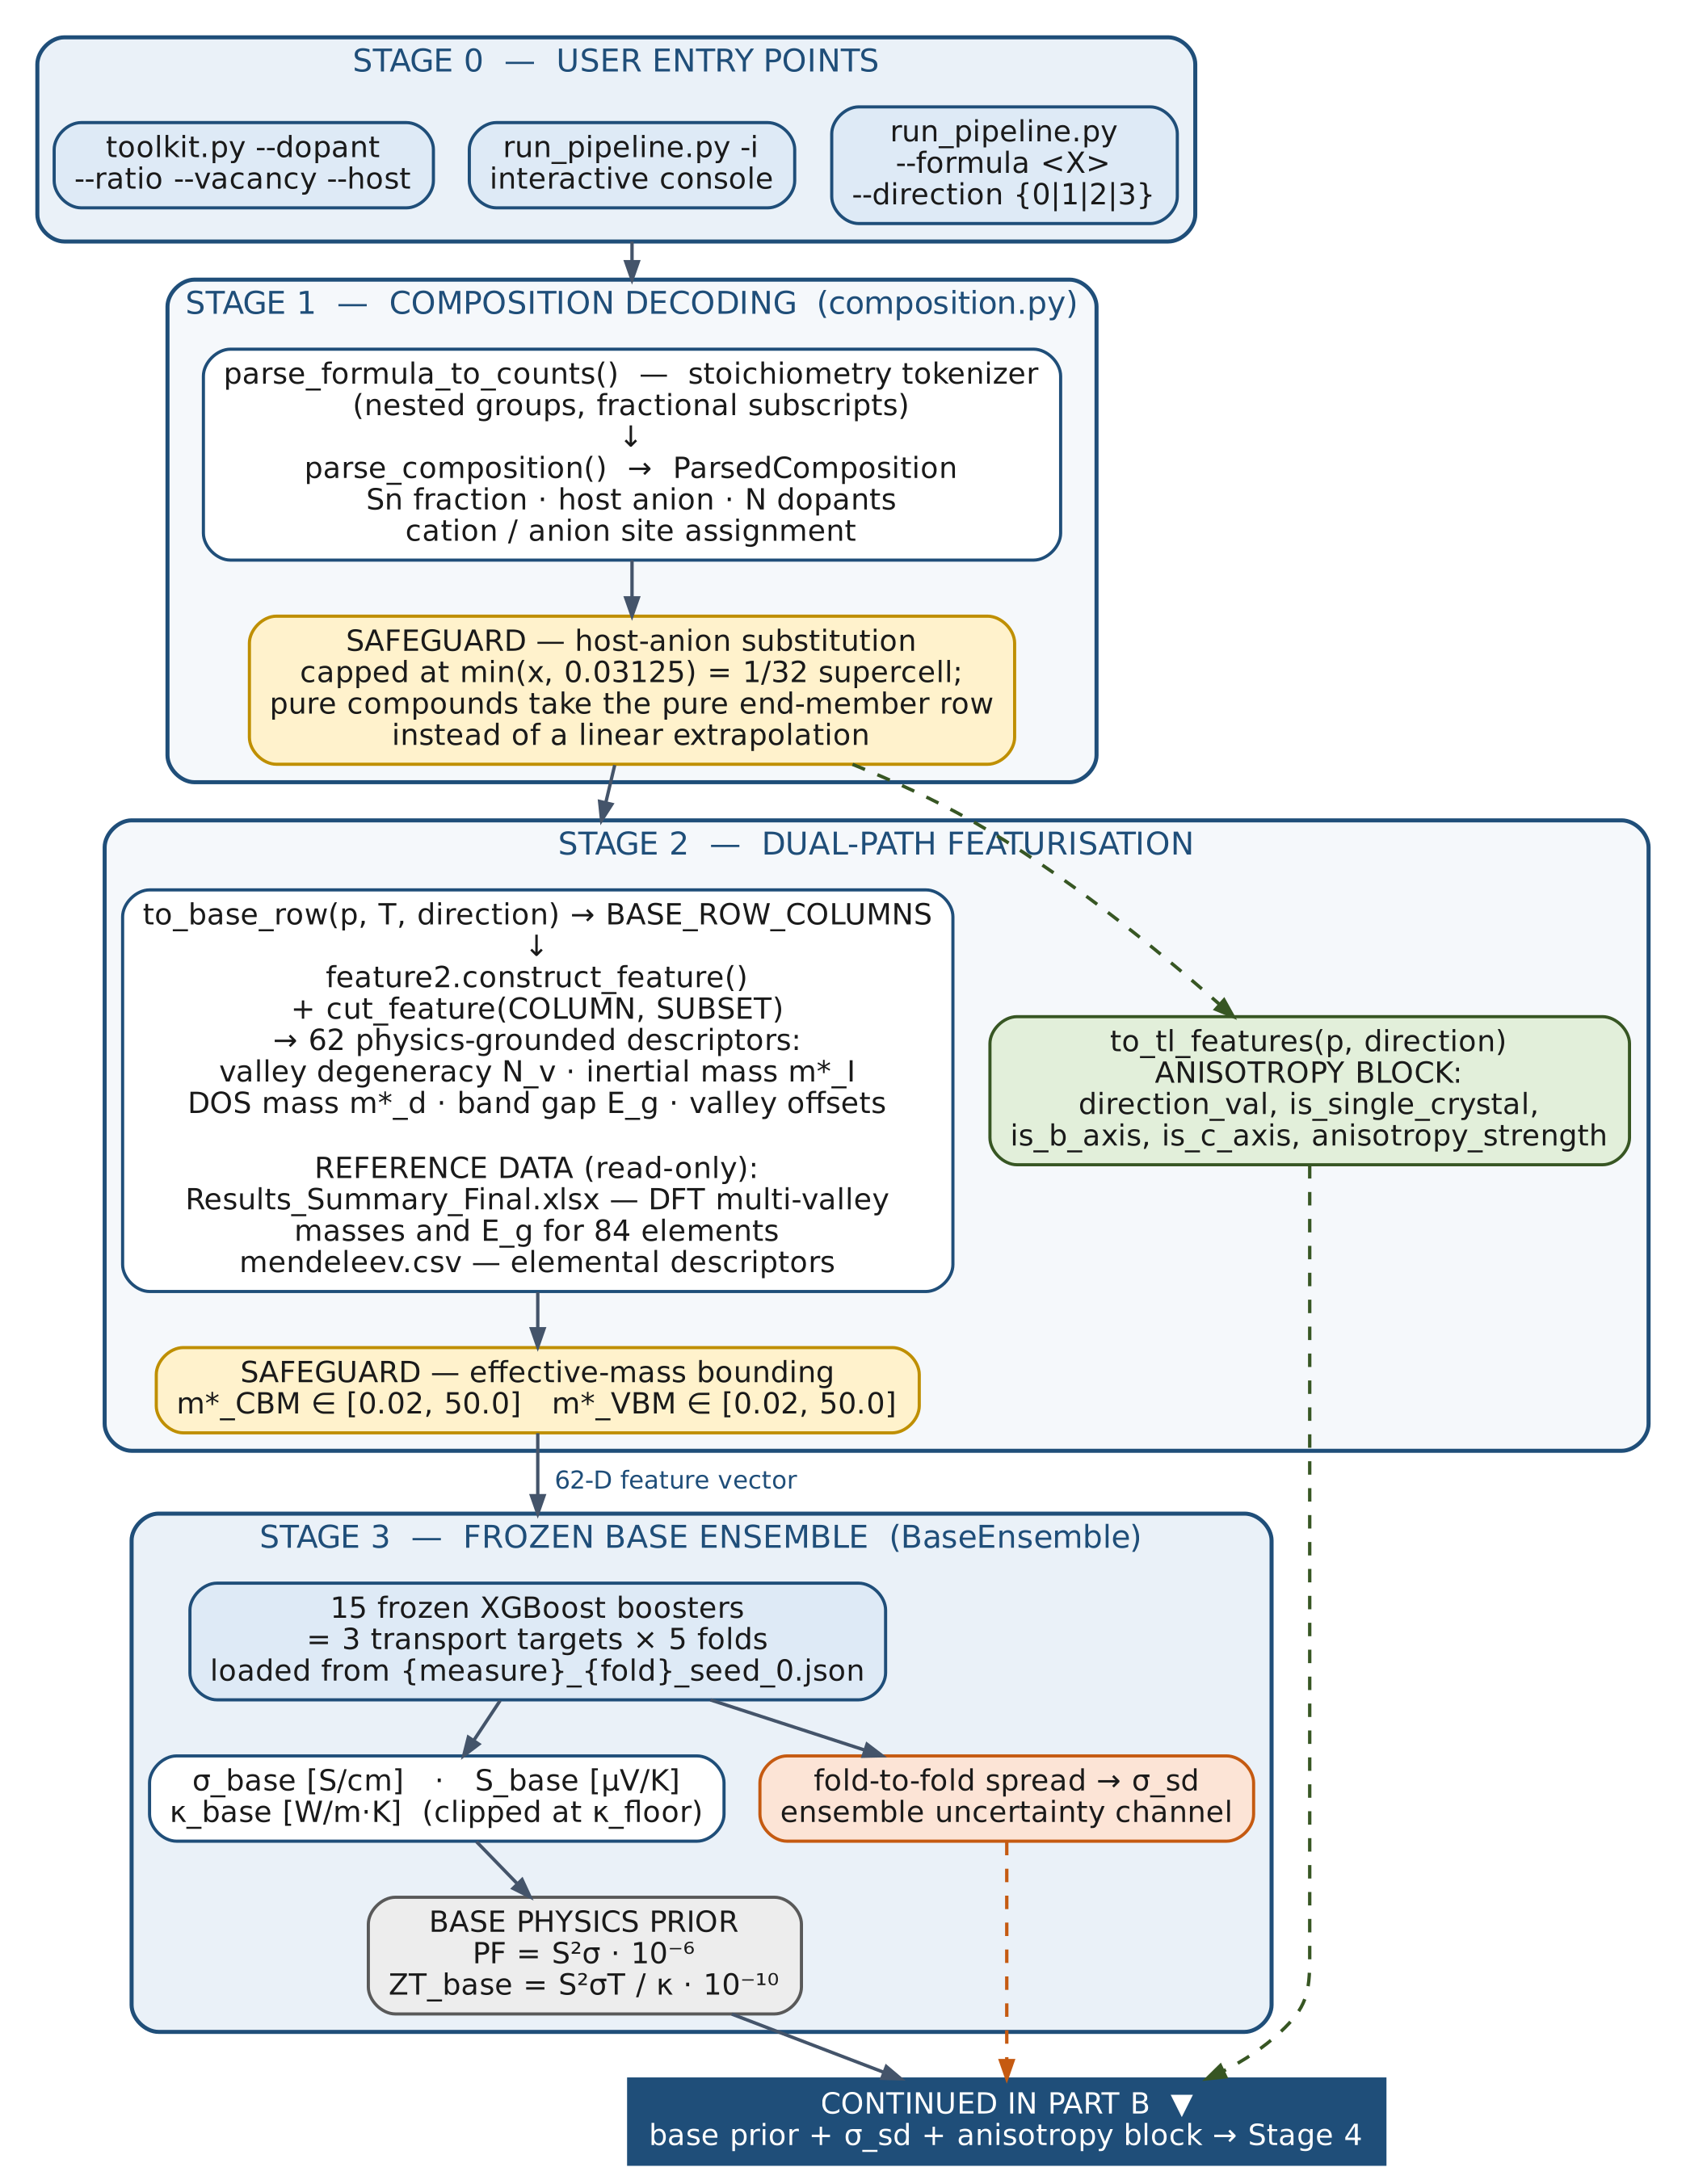 STAGE 0 — USER ENTRY POINTS
toolkit.py --dopant
--ratio --vacancy --host
run_pipeline.py -i
interactive console
run_pipeline.py
--formula <X>
--direction {0|1|2|3}
STAGE 1 — COMPOSITION DECODING (composition.py)
parse_formula_to_counts() — stoichiometry tokenizer
(nested groups, fractional subscripts)
↓
parse_composition() → ParsedComposition
Sn fraction · host anion · N dopants
cation / anion site assignment
SAFEGUARD — host-anion substitution
capped at min(x, 0.03125) = 1/32 supercell;
pure compounds take the pure end-member row
instead of a linear extrapolation
STAGE 2 — DUAL-PATH FEATURISATION
to_base_row(p, T, direction) → BASE_ROW_COLUMNS
↓
feature2.construct_feature()
+ cut_feature(COLUMN, SUBSET)
→ 62 physics-grounded descriptors:
valley degeneracy N_v · inertial mass m*_I
DOS mass m*_d · band gap E_g · valley offsets
REFERENCE DATA (read-only):
Results_Summary_Final.xlsx — DFT multi-valley
masses and E_g for 84 elements
mendeleev.csv — elemental descriptors
to_tl_features(p, direction)
ANISOTROPY BLOCK:
direction_val, is_single_crystal,
is_b_axis, is_c_axis, anisotropy_strength
SAFEGUARD — effective-mass bounding
m*_CBM ∈ [0.02, 50.0] m*_VBM ∈ [0.02, 50.0]
62-D feature vector
STAGE 3 — FROZEN BASE ENSEMBLE (BaseEnsemble)
15 frozen XGBoost boosters
= 3 transport targets × 5 folds
loaded from {measure}_{fold}_seed_0.json
σ_base [S/cm] · S_base [μV/K]
κ_base [W/m·K] (clipped at κ_floor)
fold-to-fold spread → σ_sd
ensemble uncertainty channel
BASE PHYSICS PRIOR
PF = S²σ · 10⁻⁶
ZT_base = S²σT / κ · 10⁻¹⁰
CONTINUED IN PART B ▼
base prior + σ_sd + anisotropy block → Stage 4